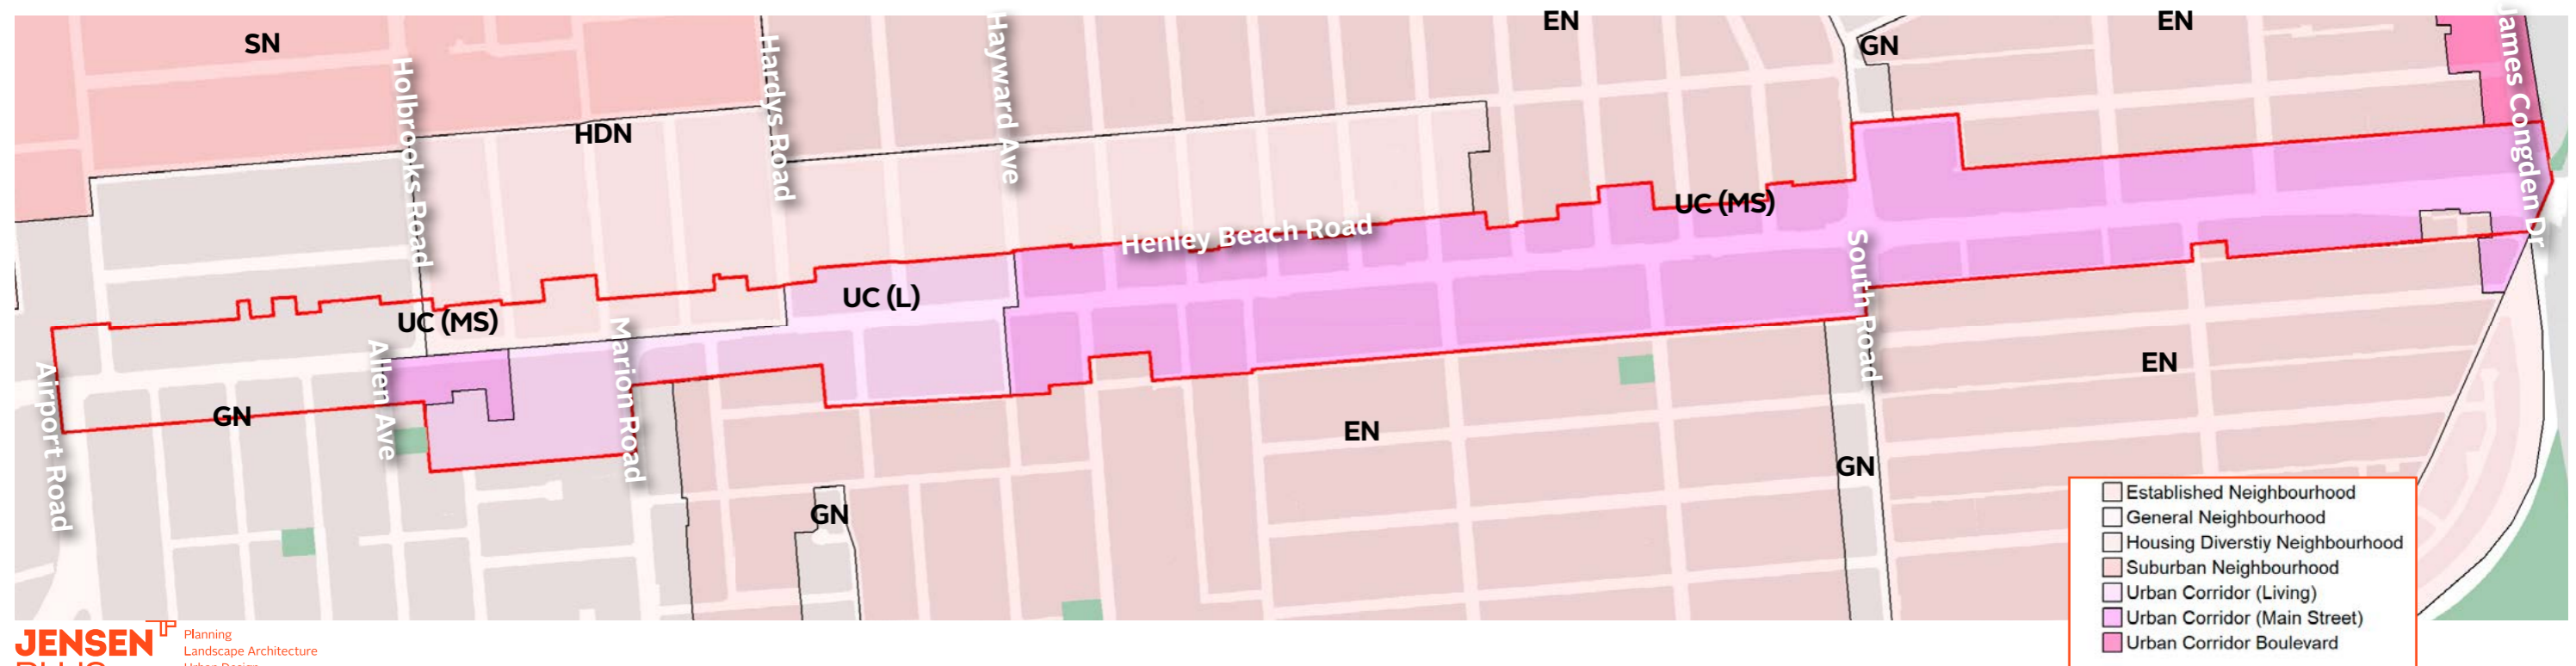 SN
EN
EN
GN
James Congden Dr
Holbrooks Road
Hardys Road
Hayward Ave
HDN
UC (MS)
Henley Beach Road
UC (L)
South Road
UC (MS)
Airport Road
Allen Ave
Marion Road
EN
GN
EN
GN
GN
Established Neighbourhood
General Neighbourhood
Housing Diverstiy Neighbourhood
Suburban Neighbourhood
Urban Corridor (Living)
Urban Corridor (Main Street)
Urban Corridor Boulevard
JENSEN
PLUS
Planning
Landscape Architecture
Urban Design